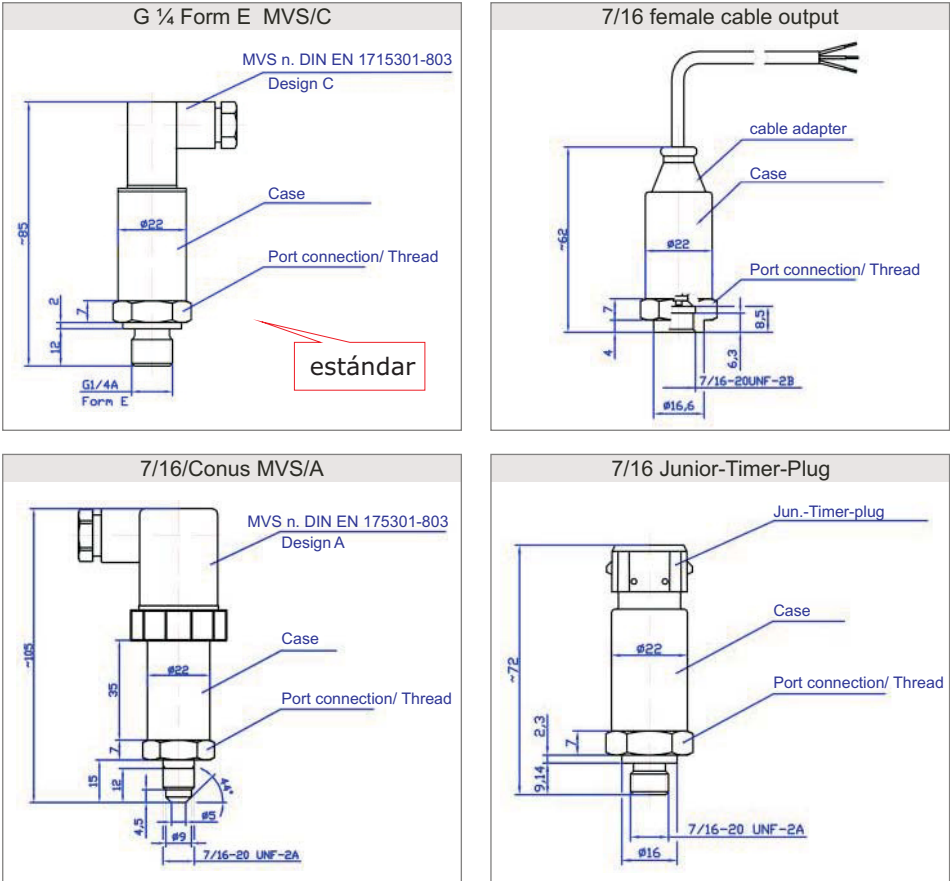 G ¼ Form E MVS/C
MVS n. DIN EN 1715301-803
Design C
Case
ø22
~85
Port connection/ Thread
2
7
12
estándar
G1/4A
Form E
7/16 female cable output
cable adapter
Case
~62
ø22
Port connection/ Thread
7
8,5
4
6,3
7/16-20UNF-2B
ø16,6
7/16/Conus MVS/A
MVS n. DIN EN 175301-803
Design A
~105
Case
35
ø22
Port connection/ Thread
7
15
12
44°
4,5
ø5
ø9
7/16-20 UNF-2A
7/16 Junior-Timer-Plug
Jun.-Timer-plug
Case
~72
ø22
Port connection/ Thread
2,3
7
9,14
7/16-20 UNF-2A
ø16